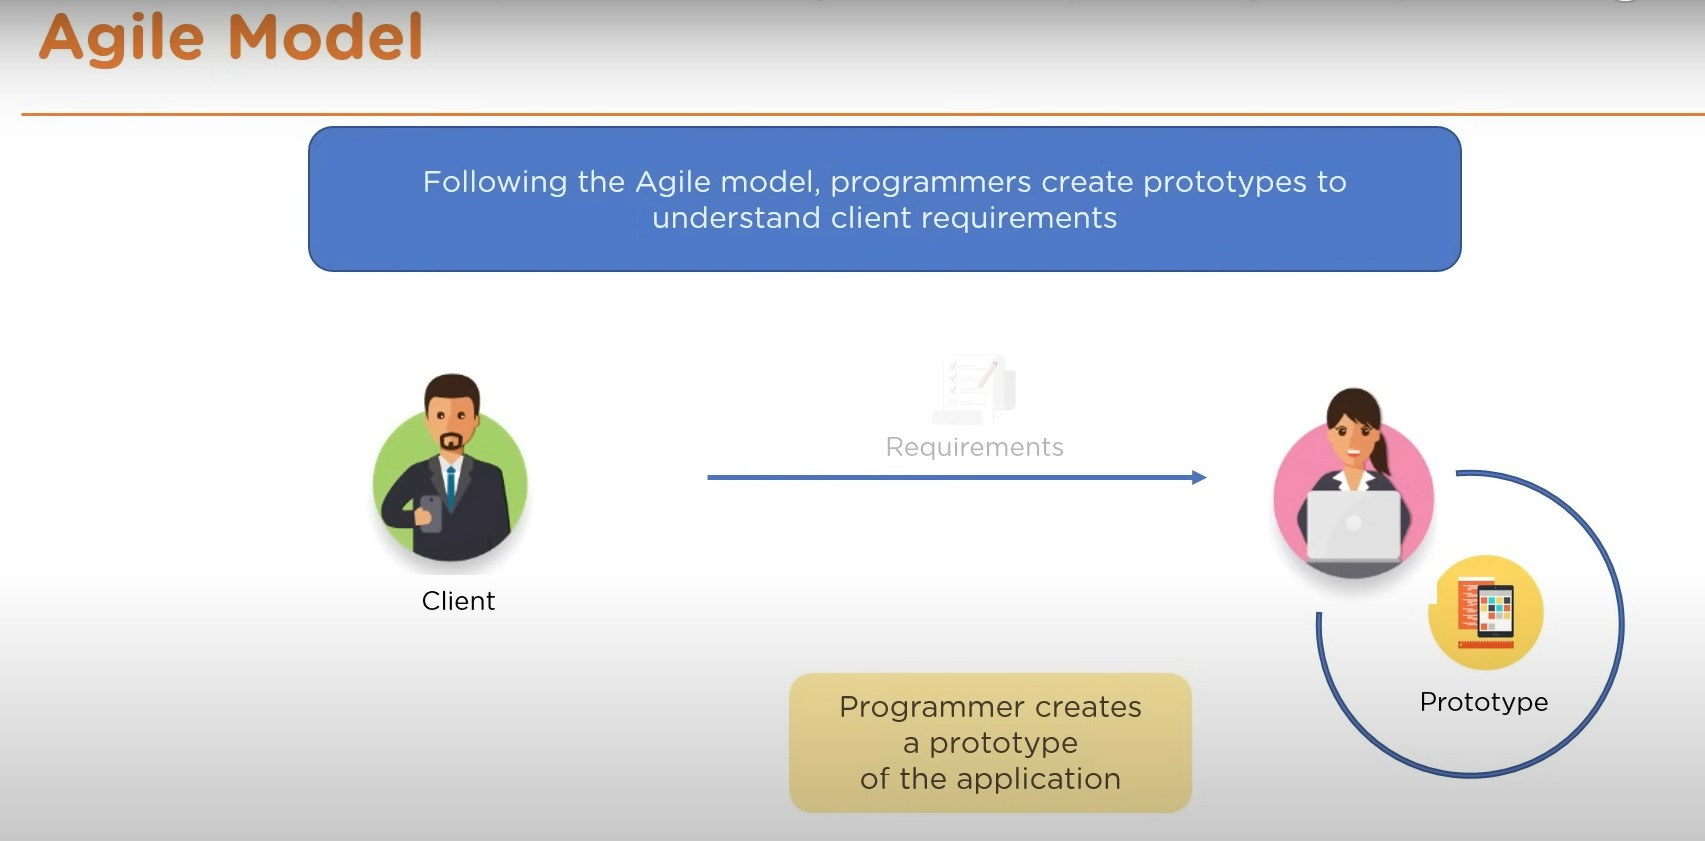 Agile Model
Following the Agile model, programmers create prototypes to
understand client requirements
Requirements
Client
Prototype
Programmer creates
a prototype
of the application